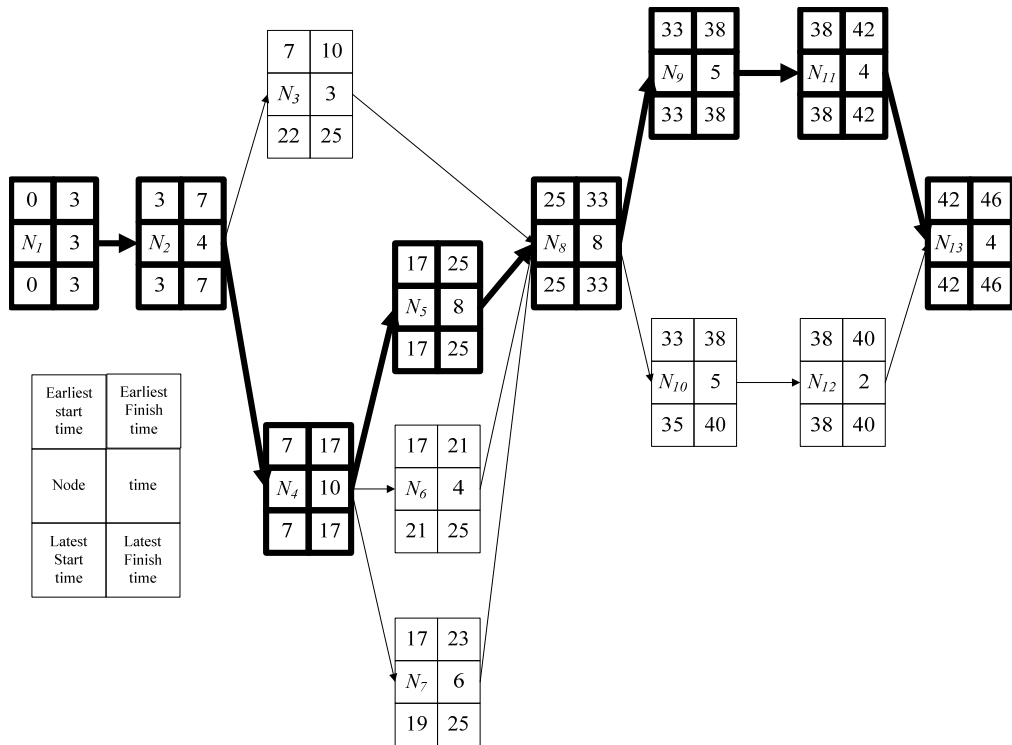 33 38
N9 5
33 38
38 42
N11 4
38 42
7 10
N3 3
22 25
0 3
N1 3
0 3
3 7
N2 4
3 7
25 33
N8 8
25 33
42 46
N13 4
42 46
17 25
N5 8
17 25
33 38
N10 5
35 40
38 40
N12 2
38 40
Earliest start time
Earliest Finish time
Node
time
Latest Start time
Latest Finish time
7 17
N4 10
7 17
17 21
N6 4
21 25
17 23
N7 6
19 25